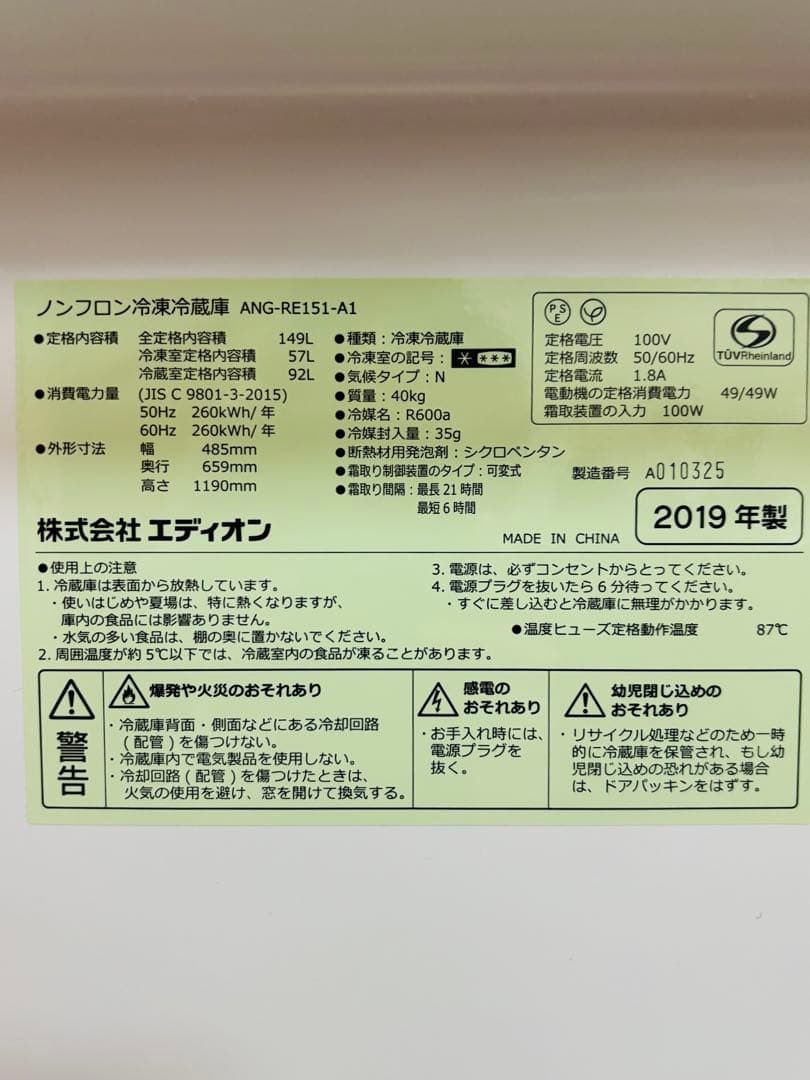 ノンフロン冷凍冷蔵庫 ANG-RE151-A1
●定格内容積 全定格内容積 149L
冷凍室定格内容積 57L
冷蔵室定格内容積 92L
●消費電力量 (JIS C 9801-3-2015)
50Hz 260kWh/年
60Hz 260kWh/年
●外形寸法 幅 485mm
奥行 659mm
高さ 1190mm
●種類：冷凍冷蔵庫
●冷凍室の記号：* ***
●気候タイプ：N
●質量：40kg
●冷媒名：R600a
●冷媒封入量：35g
●断熱材用発泡剤：シクロペンタン
●霜取り制御装置のタイプ：可変式
●霜取り間隔：最長21時間
最短6時間
PSE
定格電圧 100V
定格周波数 50/60Hz
定格電流 1.8A
電動機の定格消費電力 49/49W
霜取装置の入力 100W
TÜVRheinland
製造番号 A010325
株式会社 エディオン
MADE IN CHINA
2019年製
●使用上の注意
1. 冷蔵庫は表面から放熱しています。
・使いはじめや夏場は、特に熱くなりますが、
庫内の食品には影響ありません。
・水気の多い食品は、棚の奥に置かないでください。
2. 周囲温度が約5℃以下では、冷蔵室内の食品が凍ることがあります。
3. 電源は、必ずコンセントからとってください。
4. 電源プラグを抜いたら6分待ってください。
・すぐに差し込むと冷蔵庫に無理がかかります。
●温度ヒューズ定格動作温度 87℃
警告
爆発や火災のおそれあり
・冷蔵庫背面・側面などにある冷却回路
(配管)を傷つけない。
・冷蔵庫内で電気製品を使用しない。
・冷却回路(配管)を傷つけたときは、
火気の使用を避け、窓を開けて換気する。
感電の
おそれあり
・お手入れ時には、
電源プラグを
抜く。
幼児閉じ込めの
おそれあり
・リサイクル処理などのため一時
的に冷蔵庫を保管され、もし幼
児閉じ込めの恐れがある場合
は、ドアパッキンをはずす。